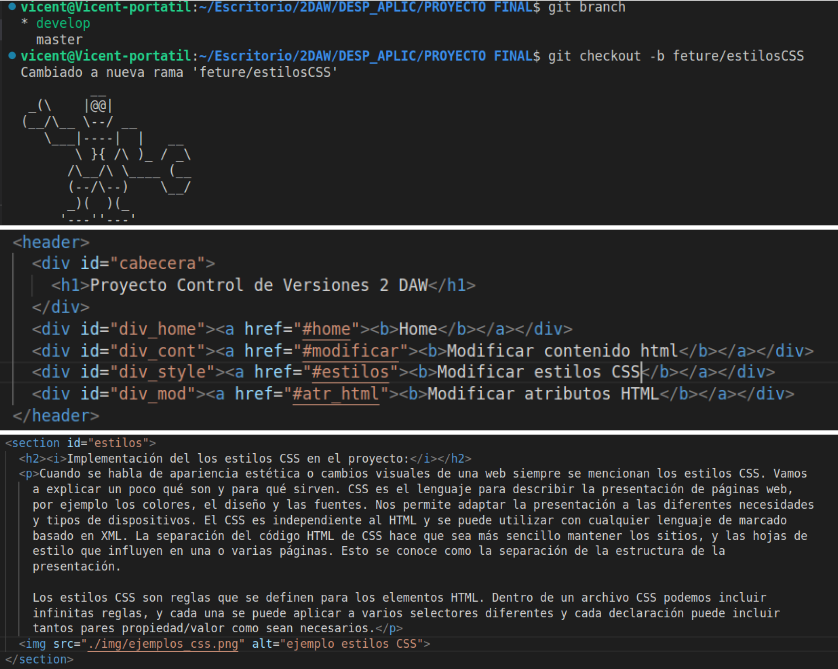 vicent@Vicent-portatil:~/Escritorio/2DAW/DESP_APLIC/PROYECTO FINAL$ git branch
* develop
  master
vicent@Vicent-portatil:~/Escritorio/2DAW/DESP_APLIC/PROYECTO FINAL$ git checkout -b feture/estilosCSS
Cambiado a nueva rama 'feture/estilosCSS'
<header>
  <div id="cabecera">
    <h1>Proyecto Control de Versiones 2 DAW</h1>
  </div>
  <div id="div_home"><a href="#home"><b>Home</b></a></div>
  <div id="div_cont"><a href="#modificar"><b>Modificar contenido html</b></a></div>
  <div id="div_style"><a href="#estilos"><b>Modificar estilos CSS</b></a></div>
  <div id="div_mod"><a href="#atr_html"><b>Modificar atributos HTML</b></a></div>
</header>
<section id="estilos">
  <h2><i>Implementación del los estilos CSS en el proyecto:</i></h2>
  <p>Cuando se habla de apariencia estética o cambios visuales de una web siempre se mencionan los estilos CSS. Vamos
    a explicar un poco qué son y para qué sirven. CSS es el lenguaje para describir la presentación de páginas web,
    por ejemplo los colores, el diseño y las fuentes. Nos permite adaptar la presentación a las diferentes necesidades
    y tipos de dispositivos. El CSS es independiente al HTML y se puede utilizar con cualquier lenguaje de marcado
    basado en XML. La separación del código HTML de CSS hace que sea más sencillo mantener los sitios, y las hojas de
    estilo que influyen en una o varias páginas. Esto se conoce como la separación de la estructura de la
    presentación.
    Los estilos CSS son reglas que se definen para los elementos HTML. Dentro de un archivo CSS podemos incluir
    infinitas reglas, y cada una se puede aplicar a varios selectores diferentes y cada declaración puede incluir
    tantos pares propiedad/valor como sean necesarios.</p>
  <img src="./img/ejemplos_css.png" alt="ejemplo estilos CSS">
</section>